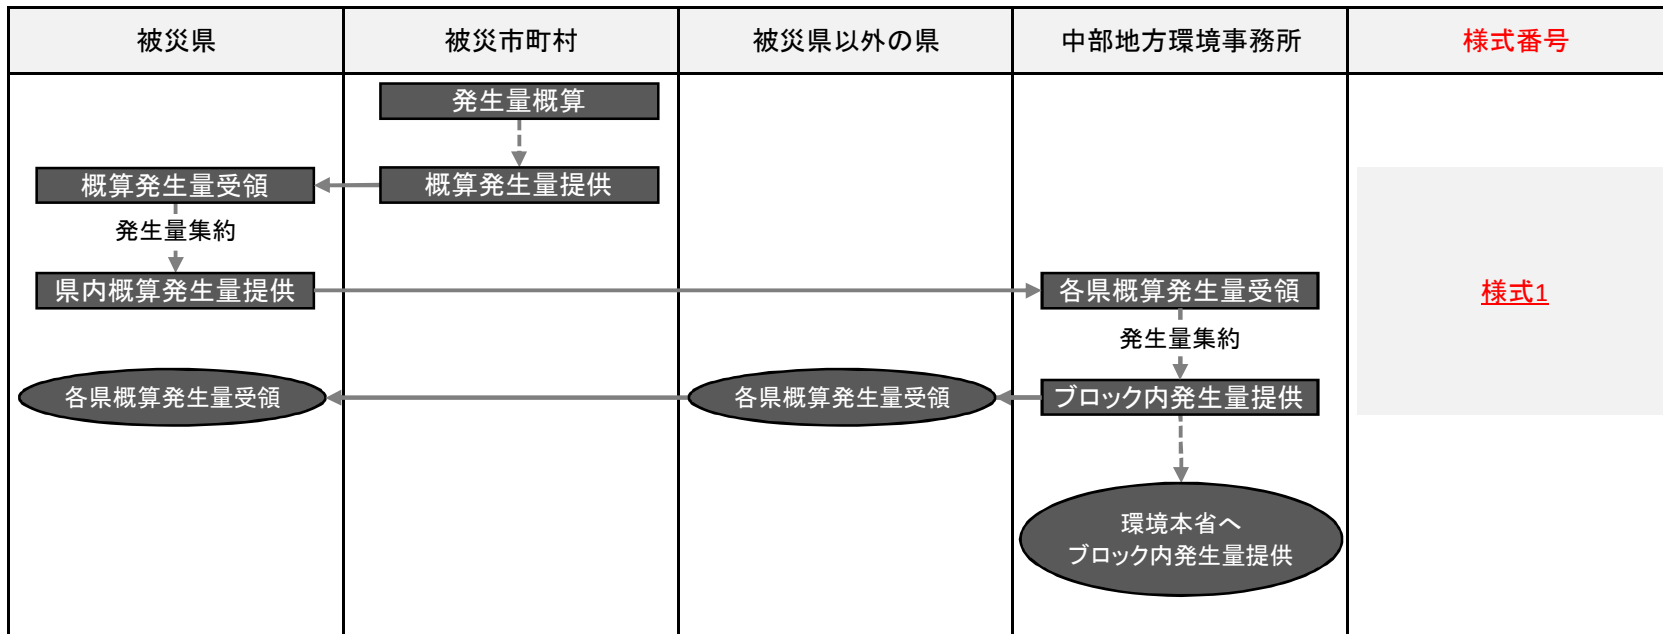 被災県
被災市町村
被災県以外の県
中部地方環境事務所
様式番号
発生量概算
概算発生量受領
概算発生量提供
発生量集約
県内概算発生量提供
各県概算発生量受領
様式1
発生量集約
各県概算発生量受領
各県概算発生量受領
ブロック内発生量提供
環境本省へ
ブロック内発生量提供